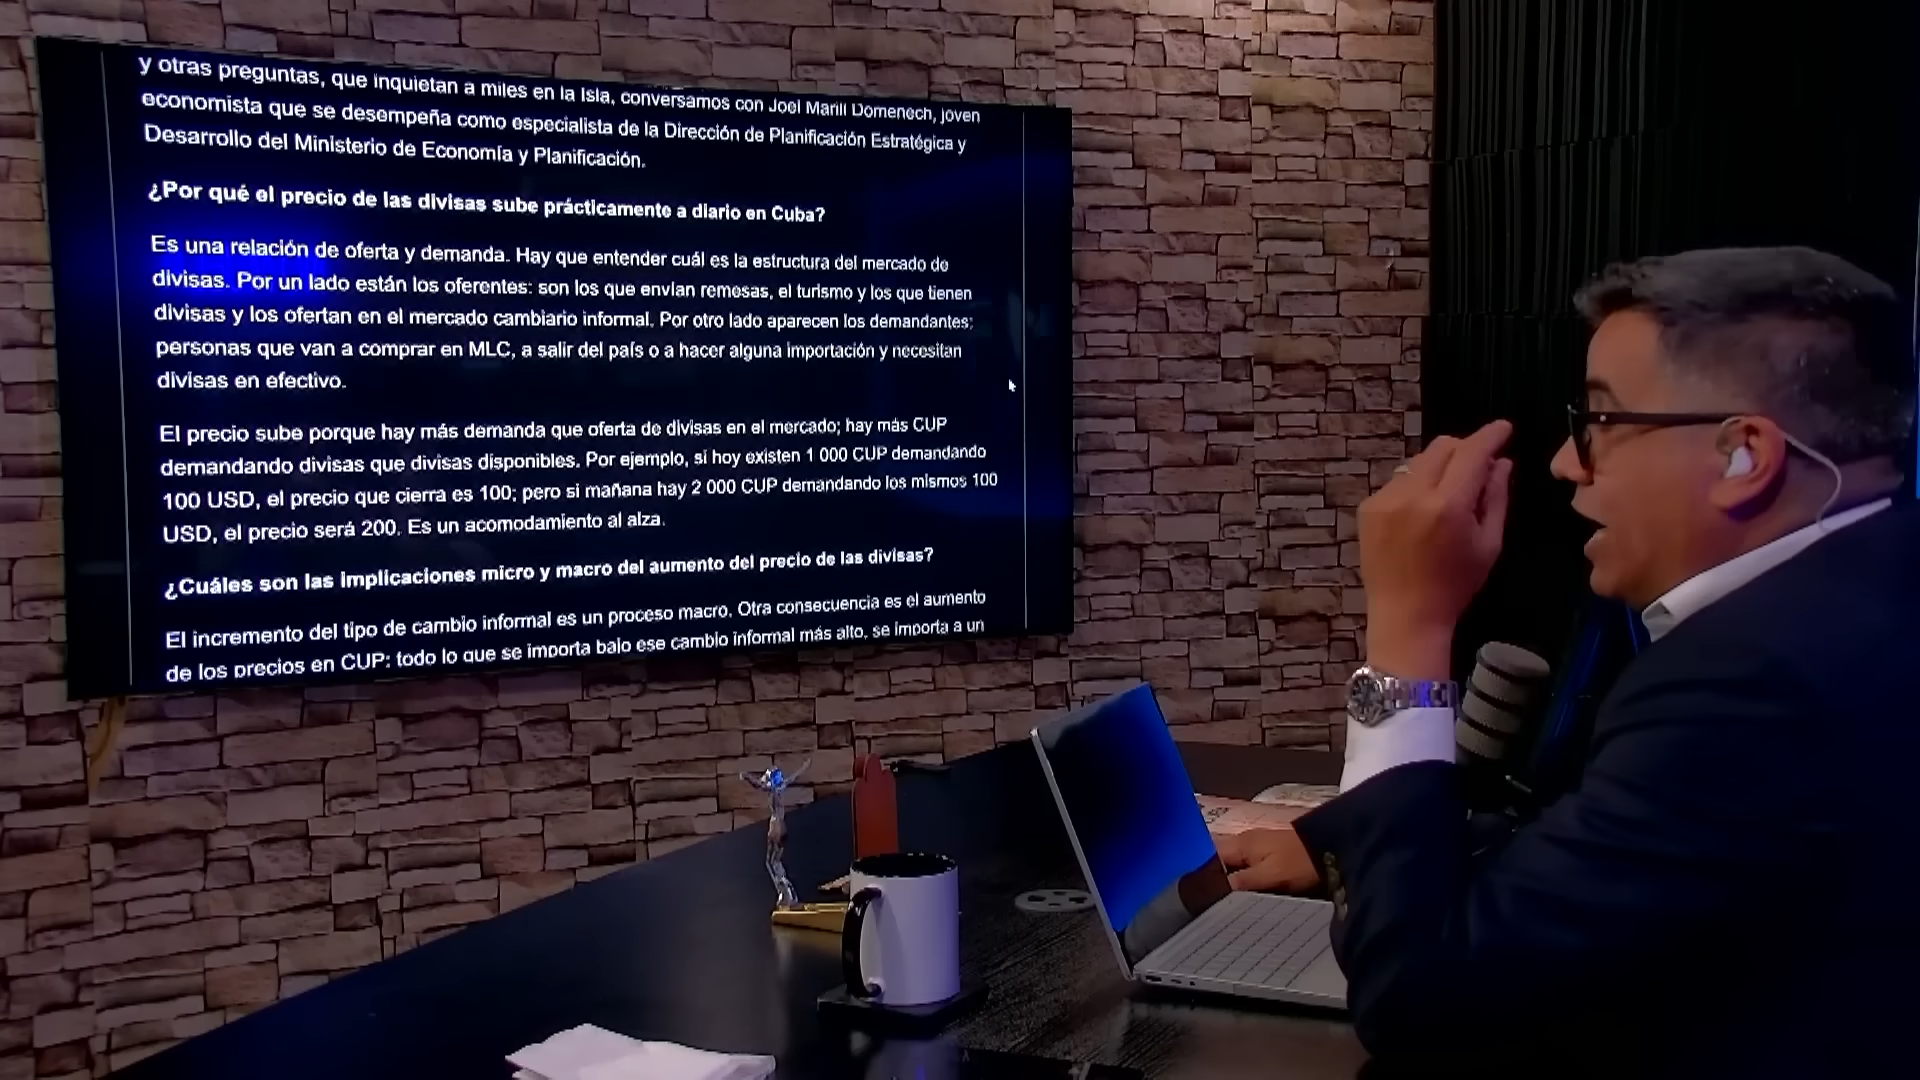 y otras preguntas, que inquietan a miles en la Isla, conversamos con Joel Marill Domenech, joven
economista que se desempeña como especialista de la Dirección de Planificación Estratégica y
Desarrollo del Ministerio de Economía y Planificación.
¿Por qué el precio de las divisas sube prácticamente a diario en Cuba?
Es una relación de oferta y demanda. Hay que entender cuál es la estructura del mercado de
divisas. Por un lado están los oferentes: son los que envían remesas, el turismo y los que tienen
divisas y los ofertan en el mercado cambiario informal. Por otro lado aparecen los demandantes:
personas que van a comprar en MLC, a salir del país o a hacer alguna importación y necesitan
divisas en efectivo.
El precio sube porque hay más demanda que oferta de divisas en el mercado; hay más CUP
demandando divisas que divisas disponibles. Por ejemplo, si hoy existen 1 000 CUP demandando
100 USD, el precio que cierra es 100; pero si mañana hay 2 000 CUP demandando los mismos 100
USD, el precio será 200. Es un acomodamiento al alza.
¿Cuáles son las implicaciones micro y macro del aumento del precio de las divisas?
El incremento del tipo de cambio informal es un proceso macro. Otra consecuencia es el aumento
de los precios en CUP: todo lo que se importa bajo ese cambio informal más alto, se importa a un